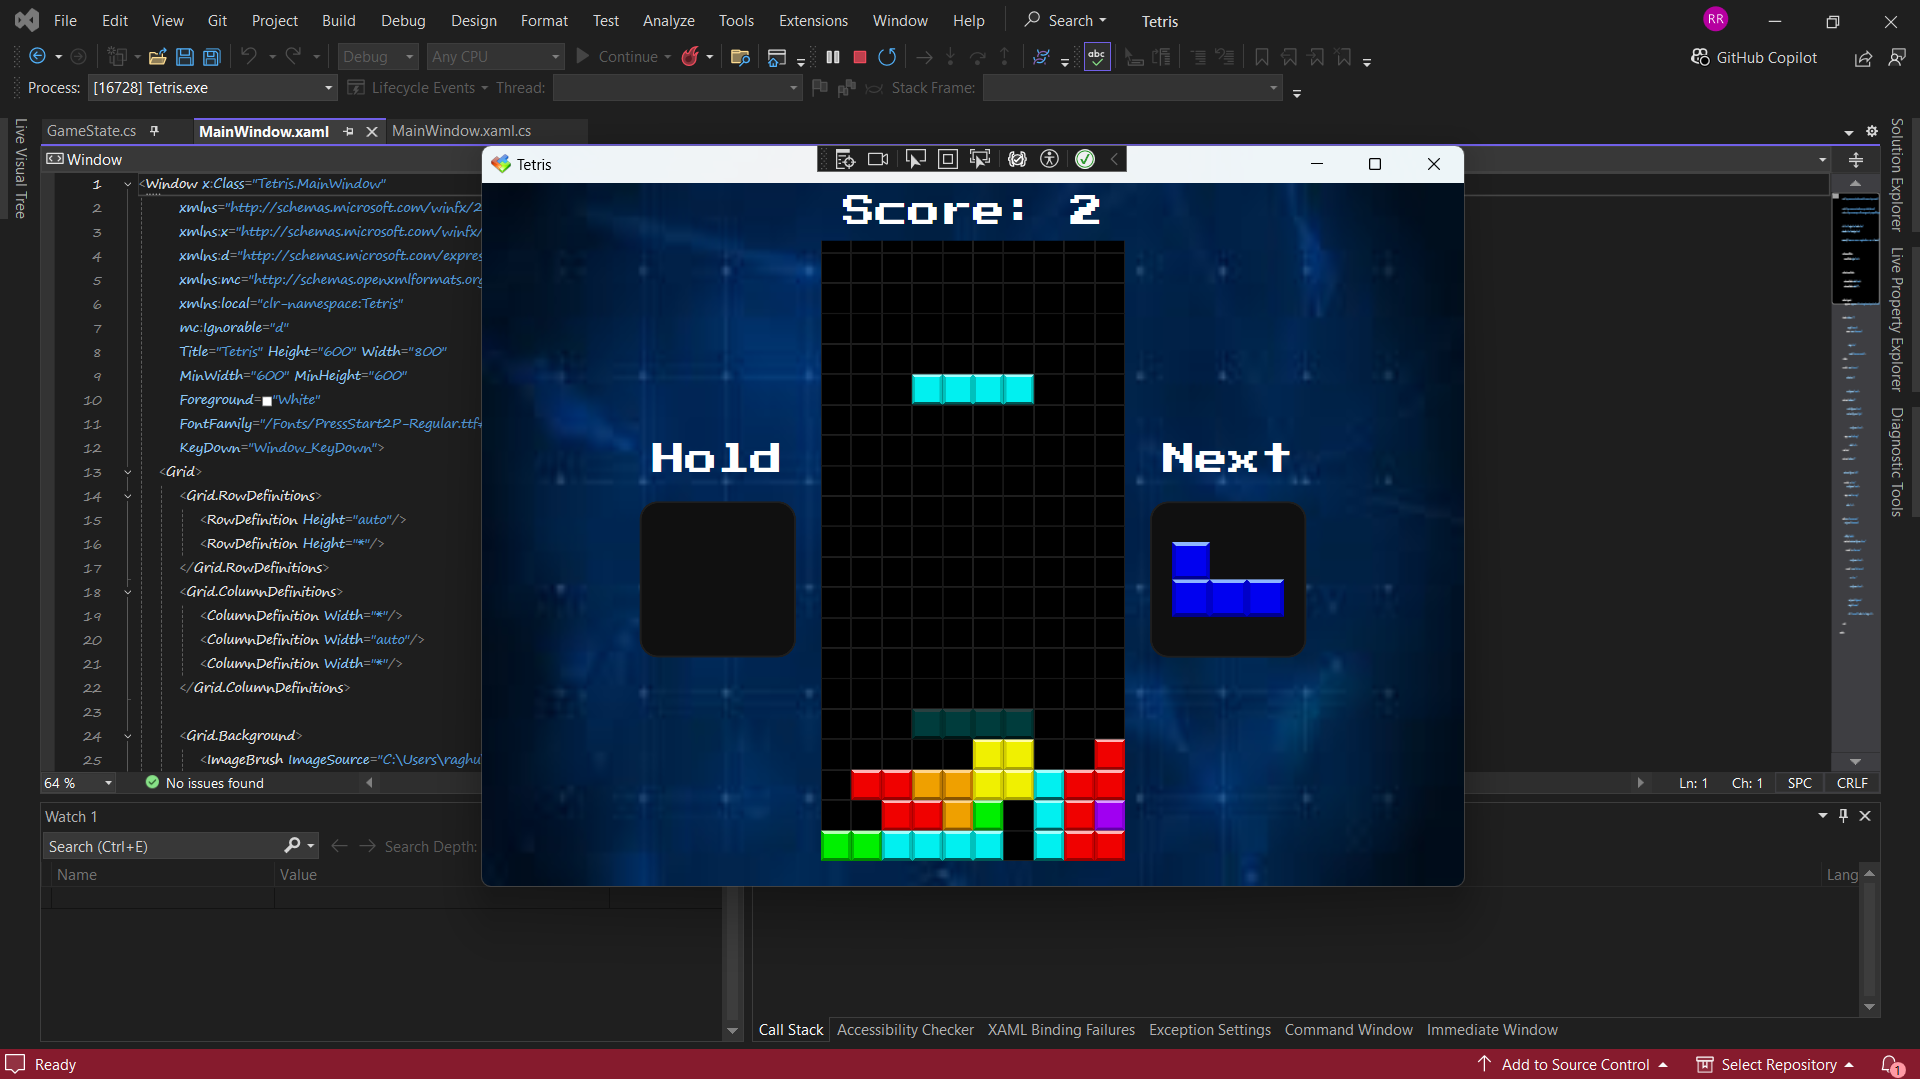 File Edit View Git Project Build Debug Design Format Test Analyze Tools Extensions Window Help Search Tetris RR
Debug Any CPU Continue abc GitHub Copilot
Process: [16728] Tetris.exe Lifecycle Events Thread: Stack Frame:
Live Visual Tree
GameState.cs MainWindow.xaml MainWindow.xaml.cs
Window
1 <Window x:Class="Tetris.MainWindow"
2 xmlns="http://schemas.microsoft.com/winfx/2
3 xmlns:x="http://schemas.microsoft.com/winfx/
4 xmlns:d="http://schemas.microsoft.com/expres
5 xmlns:mc="http://schemas.openxmlformats.org
6 xmlns:local="clr-namespace:Tetris"
7 mc:Ignorable="d"
8 Title="Tetris" Height="600" Width="800"
9 MinWidth="600" MinHeight="600"
10 Foreground="White"
11 FontFamily="/Fonts/PressStart2P-Regular.ttf#
12 KeyDown="Window_KeyDown">
13 <Grid>
14 <Grid.RowDefinitions>
15 <RowDefinition Height="auto"/>
16 <RowDefinition Height="*"/>
17 </Grid.RowDefinitions>
18 <Grid.ColumnDefinitions>
19 <ColumnDefinition Width="*"/>
20 <ColumnDefinition Width="auto"/>
21 <ColumnDefinition Width="*"/>
22 </Grid.ColumnDefinitions>
23
24 <Grid.Background>
25 <ImageBrush ImageSource="C:\Users\raghu
64 % No issues found
Ln: 1 Ch: 1 SPC CRLF
Tetris
Score: 2
Hold
Next
Solution Explorer
Live Property Explorer
Diagnostic Tools
Watch 1
Search (Ctrl+E) Search Depth:
Name Value
Lang
Call Stack Accessibility Checker XAML Binding Failures Exception Settings Command Window Immediate Window
Ready Add to Source Control Select Repository 1